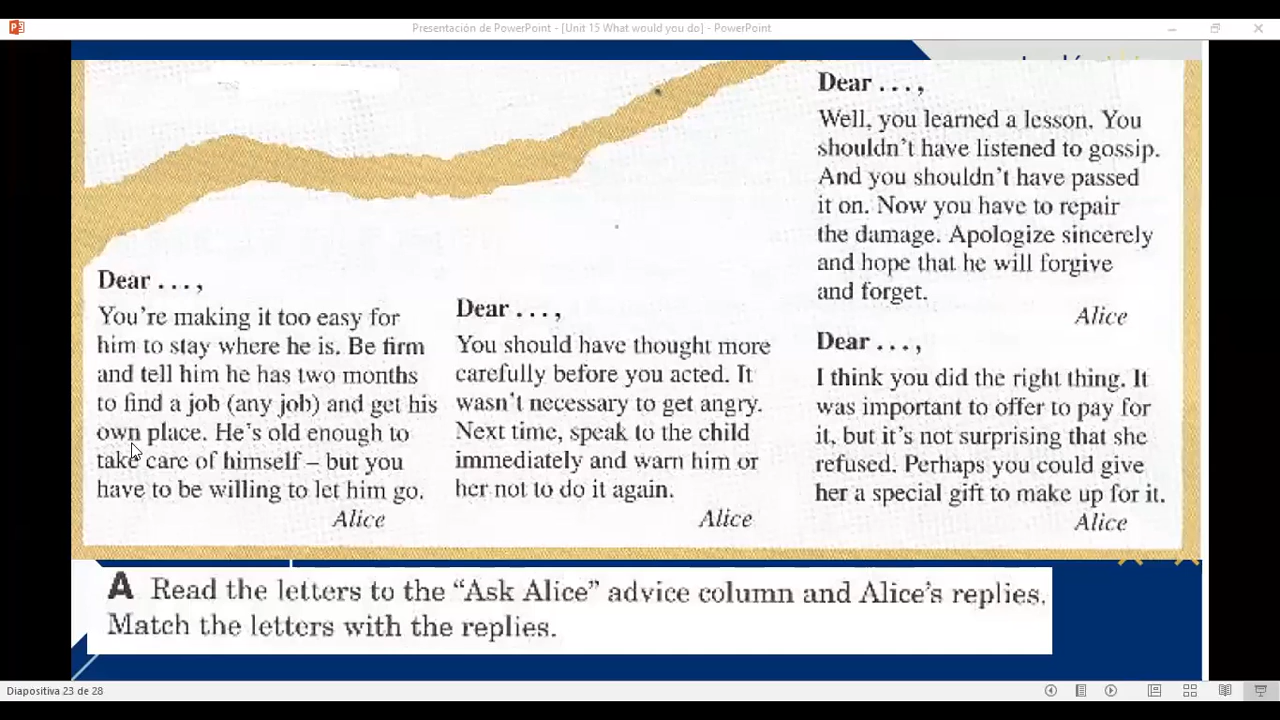 Presentación de PowerPoint - [Unit 15 What would you do] - PowerPoint
Dear . . . ,
You're making it too easy for
him to stay where he is. Be firm
and tell him he has two months
to find a job (any job) and get his
own place. He's old enough to
take care of himself – but you
have to be willing to let him go.
Alice
Dear . . . ,
You should have thought more
carefully before you acted. It
wasn't necessary to get angry.
Next time, speak to the child
immediately and warn him or
her not to do it again.
Alice
Dear . . . ,
Well, you learned a lesson. You
shouldn't have listened to gossip.
And you shouldn't have passed
it on. Now you have to repair
the damage. Apologize sincerely
and hope that he will forgive
and forget.
Alice
Dear . . . ,
I think you did the right thing. It
was important to offer to pay for
it, but it's not surprising that she
refused. Perhaps you could give
her a special gift to make up for it.
Alice
A Read the letters to the “Ask Alice” advice column and Alice's replies.
Match the letters with the replies.
Diapositiva 23 de 28